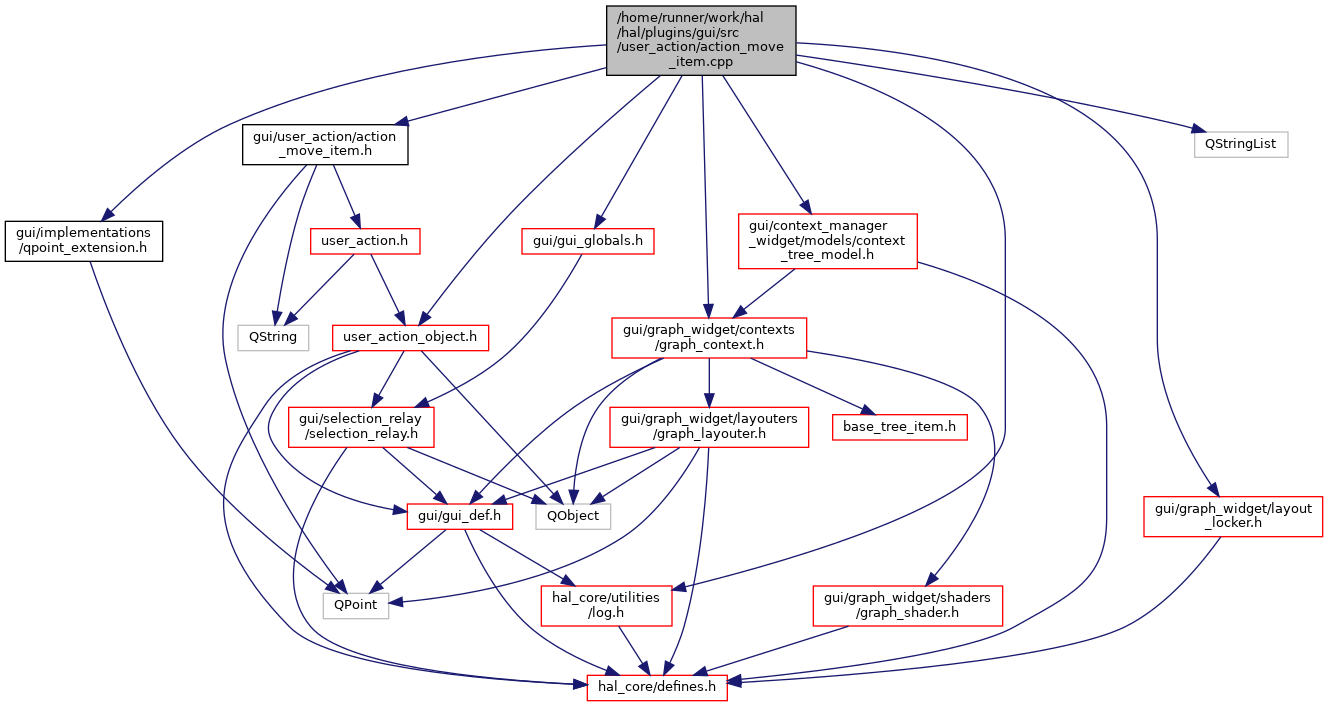 /home/runner/work/hal
/hal/plugins/gui/src
/user_action/action_move
_item.cpp
gui/user_action/action
_move_item.h
QStringList
gui/implementations
/qpoint_extension.h
user_action.h
gui/gui_globals.h
gui/context_manager
_widget/models/context
_tree_model.h
QString
user_action_object.h
gui/graph_widget/contexts
/graph_context.h
gui/selection_relay
/selection_relay.h
gui/graph_widget/layouters
/graph_layouter.h
base_tree_item.h
gui/gui_def.h
QObject
gui/graph_widget/layout
_locker.h
QPoint
hal_core/utilities
/log.h
gui/graph_widget/shaders
/graph_shader.h
hal_core/defines.h